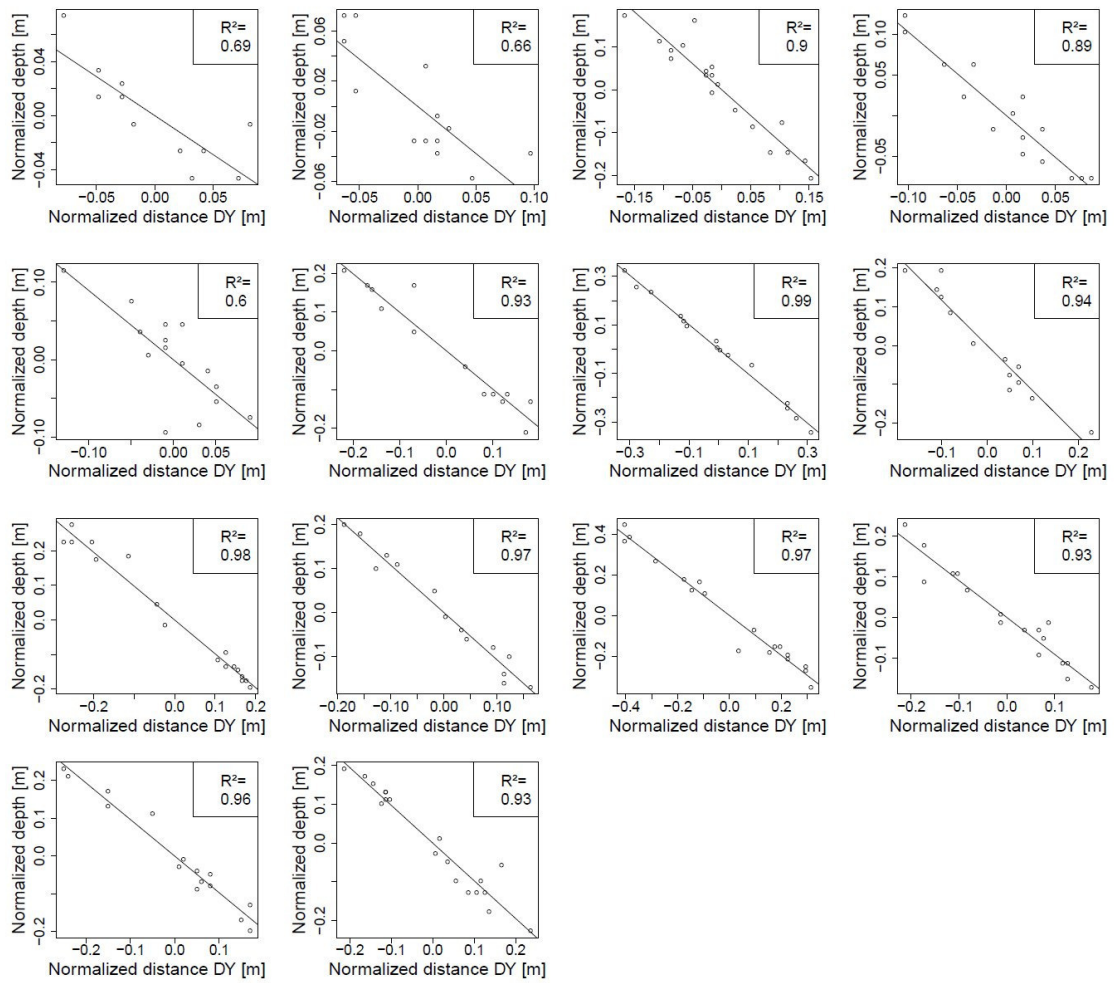 R²=
0.69
Normalized depth [m]
−0.04 0.00 0.04
−0.05 0.00 0.05
Normalized distance DY [m]
R²=
0.66
Normalized depth [m]
−0.06 −0.02 0.02 0.06
−0.05 0.00 0.05 0.10
Normalized distance DY [m]
R²=
0.9
Normalized depth [m]
−0.2 −0.1 0.0 0.1
−0.15 −0.05 0.05 0.15
Normalized distance DY [m]
R²=
0.89
Normalized depth [m]
−0.05 0.00 0.05 0.10
−0.10 −0.05 0.00 0.05
Normalized distance DY [m]
R²=
0.6
Normalized depth [m]
−0.10 0.00 0.10
−0.10 −0.05 0.00 0.05
Normalized distance DY [m]
R²=
0.93
Normalized depth [m]
−0.2 0.0 0.1 0.2
−0.2 −0.1 0.0 0.1
Normalized distance DY [m]
R²=
0.99
Normalized depth [m]
−0.3 −0.1 0.1 0.3
−0.3 −0.1 0.1 0.3
Normalized distance DY [m]
R²=
0.94
Normalized depth [m]
−0.2 0.0 0.1 0.2
−0.1 0.0 0.1 0.2
Normalized distance DY [m]
R²=
0.98
Normalized depth [m]
−0.2 0.0 0.2
−0.2 0.0 0.1 0.2
Normalized distance DY [m]
R²=
0.97
Normalized depth [m]
−0.1 0.0 0.1 0.2
−0.2 −0.1 0.0 0.1
Normalized distance DY [m]
R²=
0.97
Normalized depth [m]
−0.2 0.0 0.2 0.4
−0.4 −0.2 0.0 0.2
Normalized distance DY [m]
R²=
0.93
Normalized depth [m]
−0.1 0.0 0.1 0.2
−0.2 −0.1 0.0 0.1
Normalized distance DY [m]
R²=
0.96
Normalized depth [m]
−0.2 0.0 0.1 0.2
−0.2 0.0 0.1
Normalized distance DY [m]
R²=
0.93
Normalized depth [m]
−0.2 0.0 0.1 0.2
−0.2 0.0 0.1 0.2
Normalized distance DY [m]